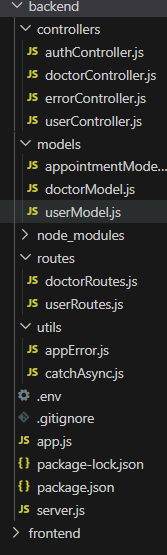 backend
controllers
JS authController.js
JS doctorController.js
JS errorController.js
JS userController.js
models
JS appointmentMode...
JS doctorModel.js
JS userModel.js
node_modules
routes
JS doctorRoutes.js
JS userRoutes.js
utils
JS appError.js
JS catchAsync.js
.env
.gitignore
JS app.js
{} package-lock.json
{} package.json
JS server.js
frontend